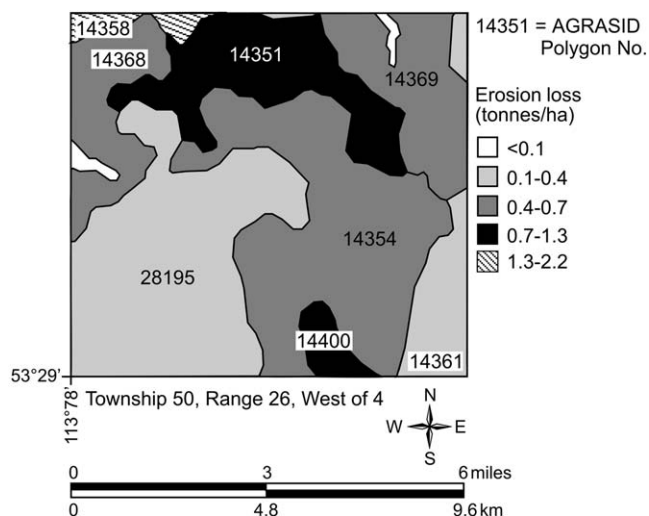 14358
14368
14351
14369
14354
28195
14400
14361
14351 = AGRASID
Polygon No.
Erosion loss
(tonnes/ha)
<0.1
0.1-0.4
0.4-0.7
0.7-1.3
1.3-2.2
53°29'
113°78'
Township 50, Range 26, West of 4
N
W E
S
0 3 6 miles
0 4.8 9.6 km